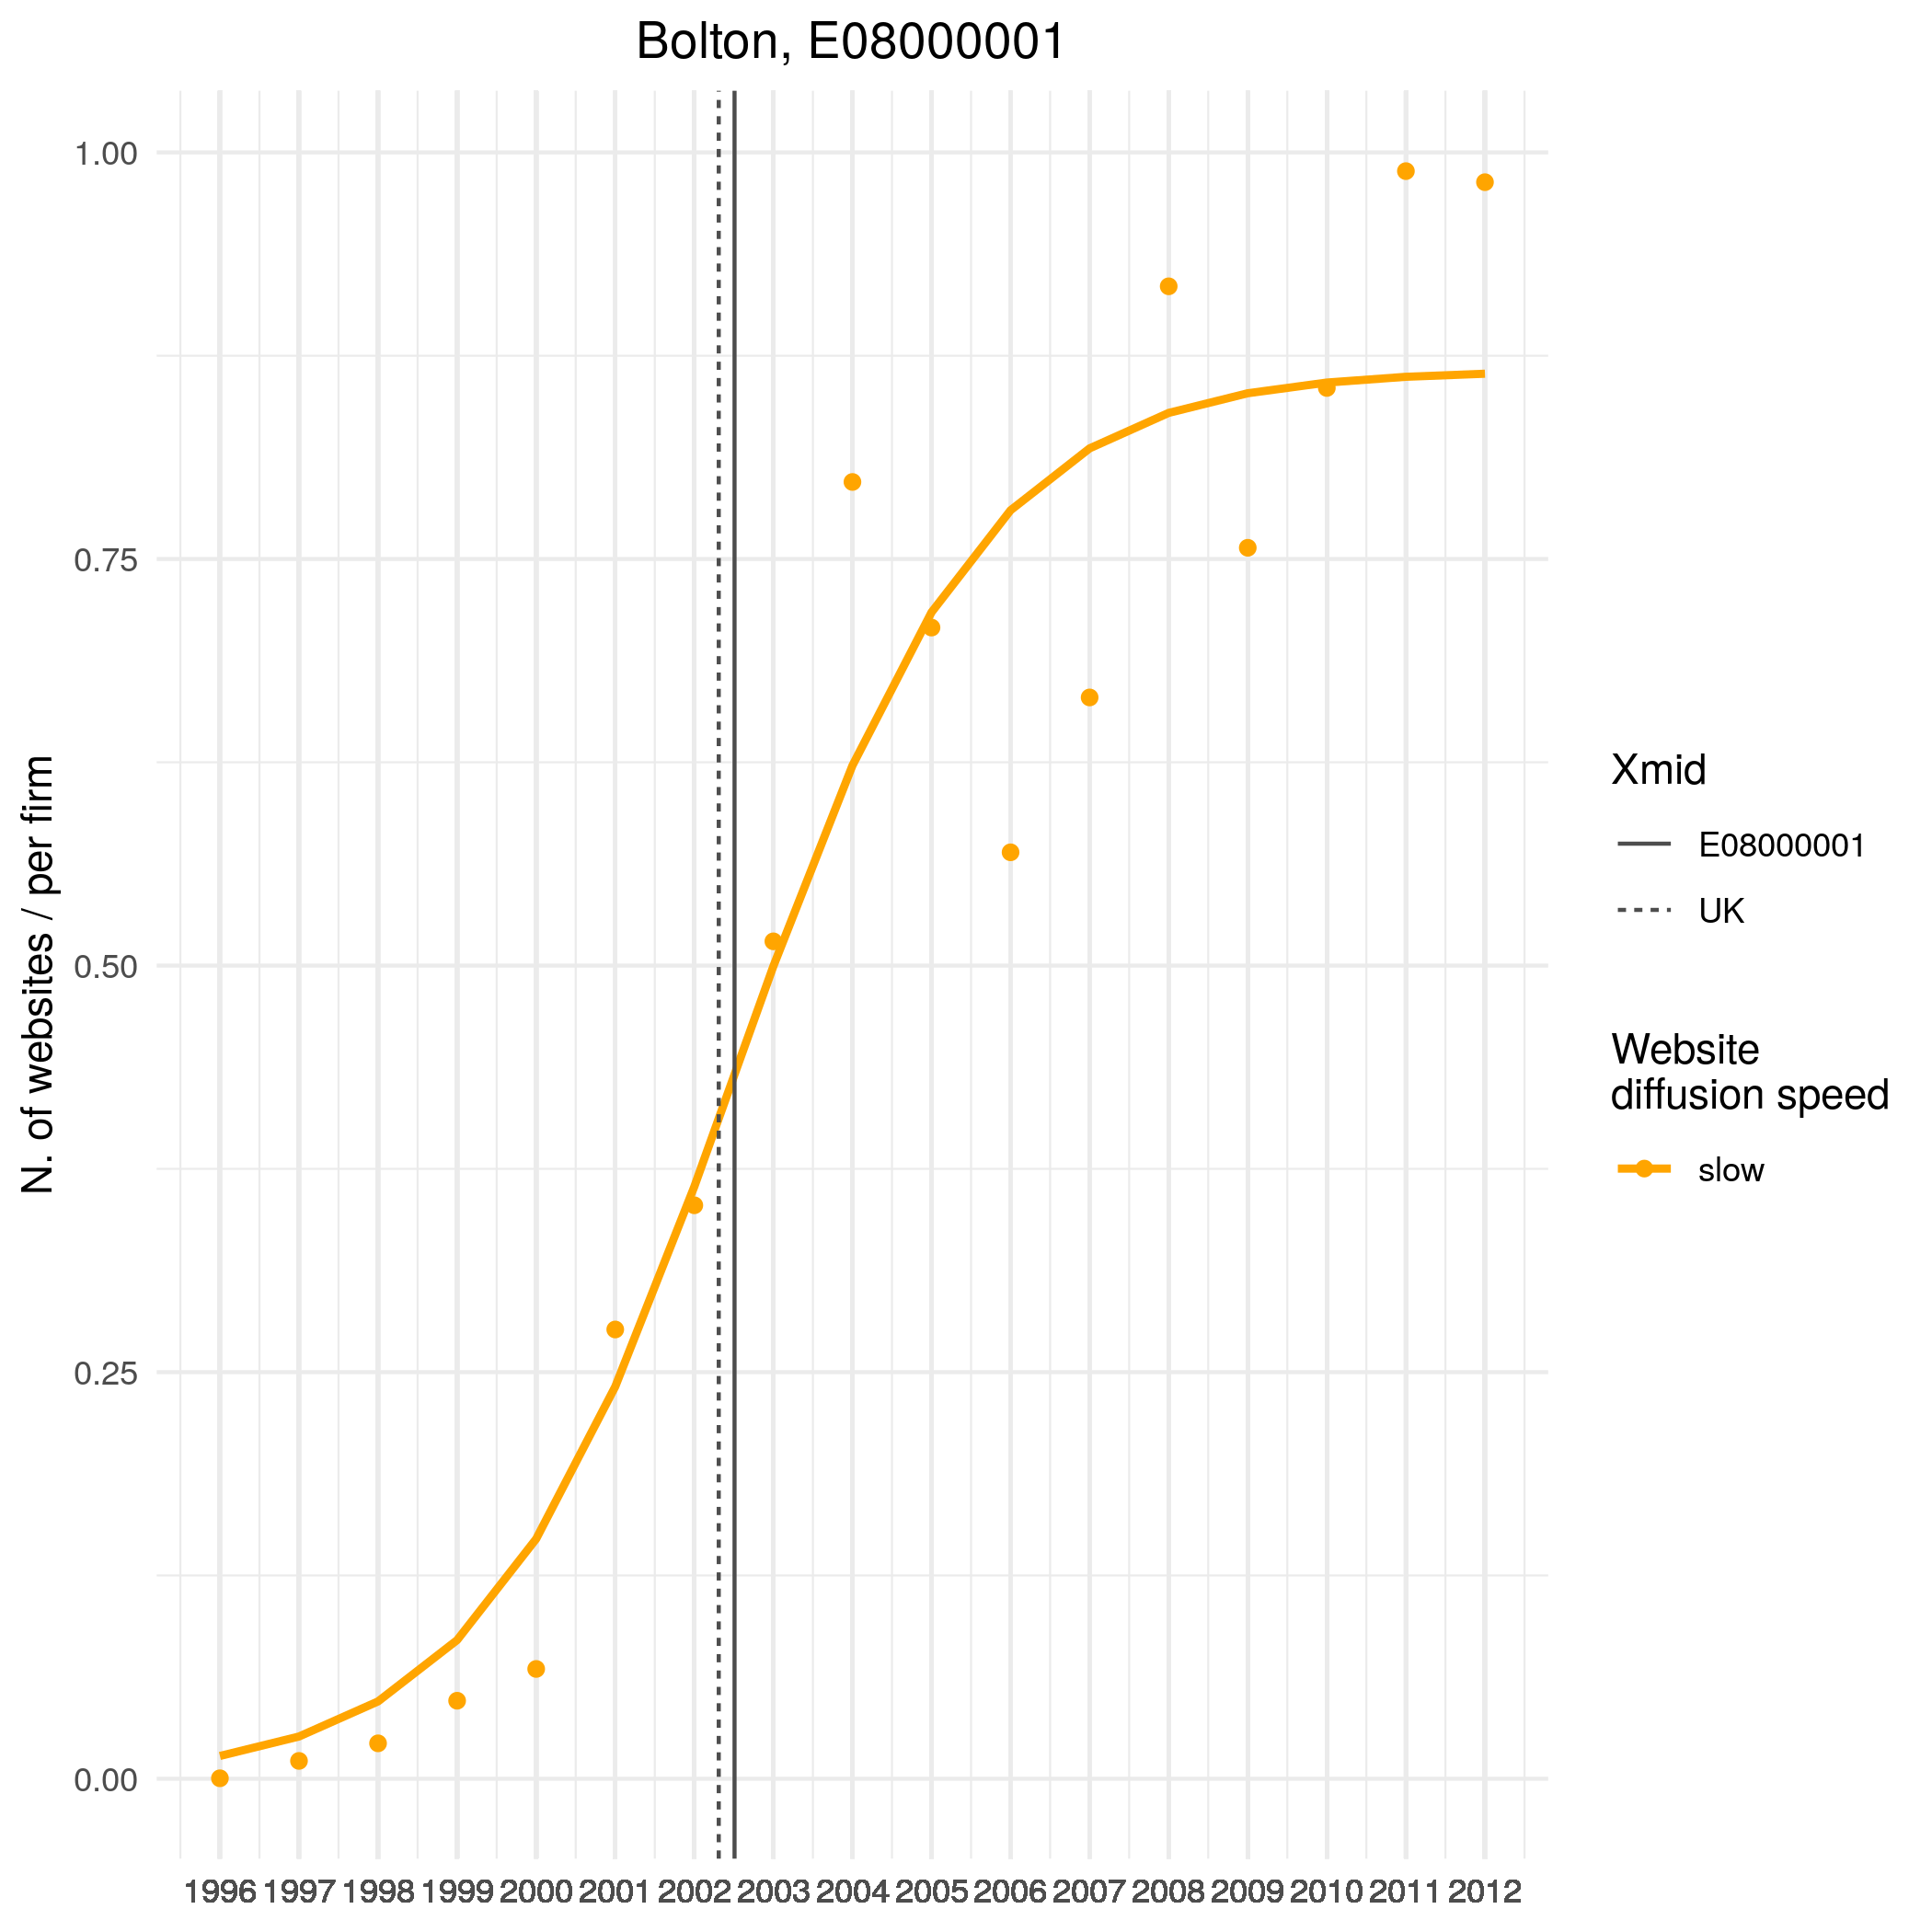 Bolton, E08000001
N. of websites / per firm
1.00
0.75
0.50
0.25
0.00
1996 1997 1998 1999 2000 2001 2002 2003 2004 2005 2006 2007 2008 2009 2010 2011 2012
Xmid
E08000001
UK
Website
diffusion speed
slow